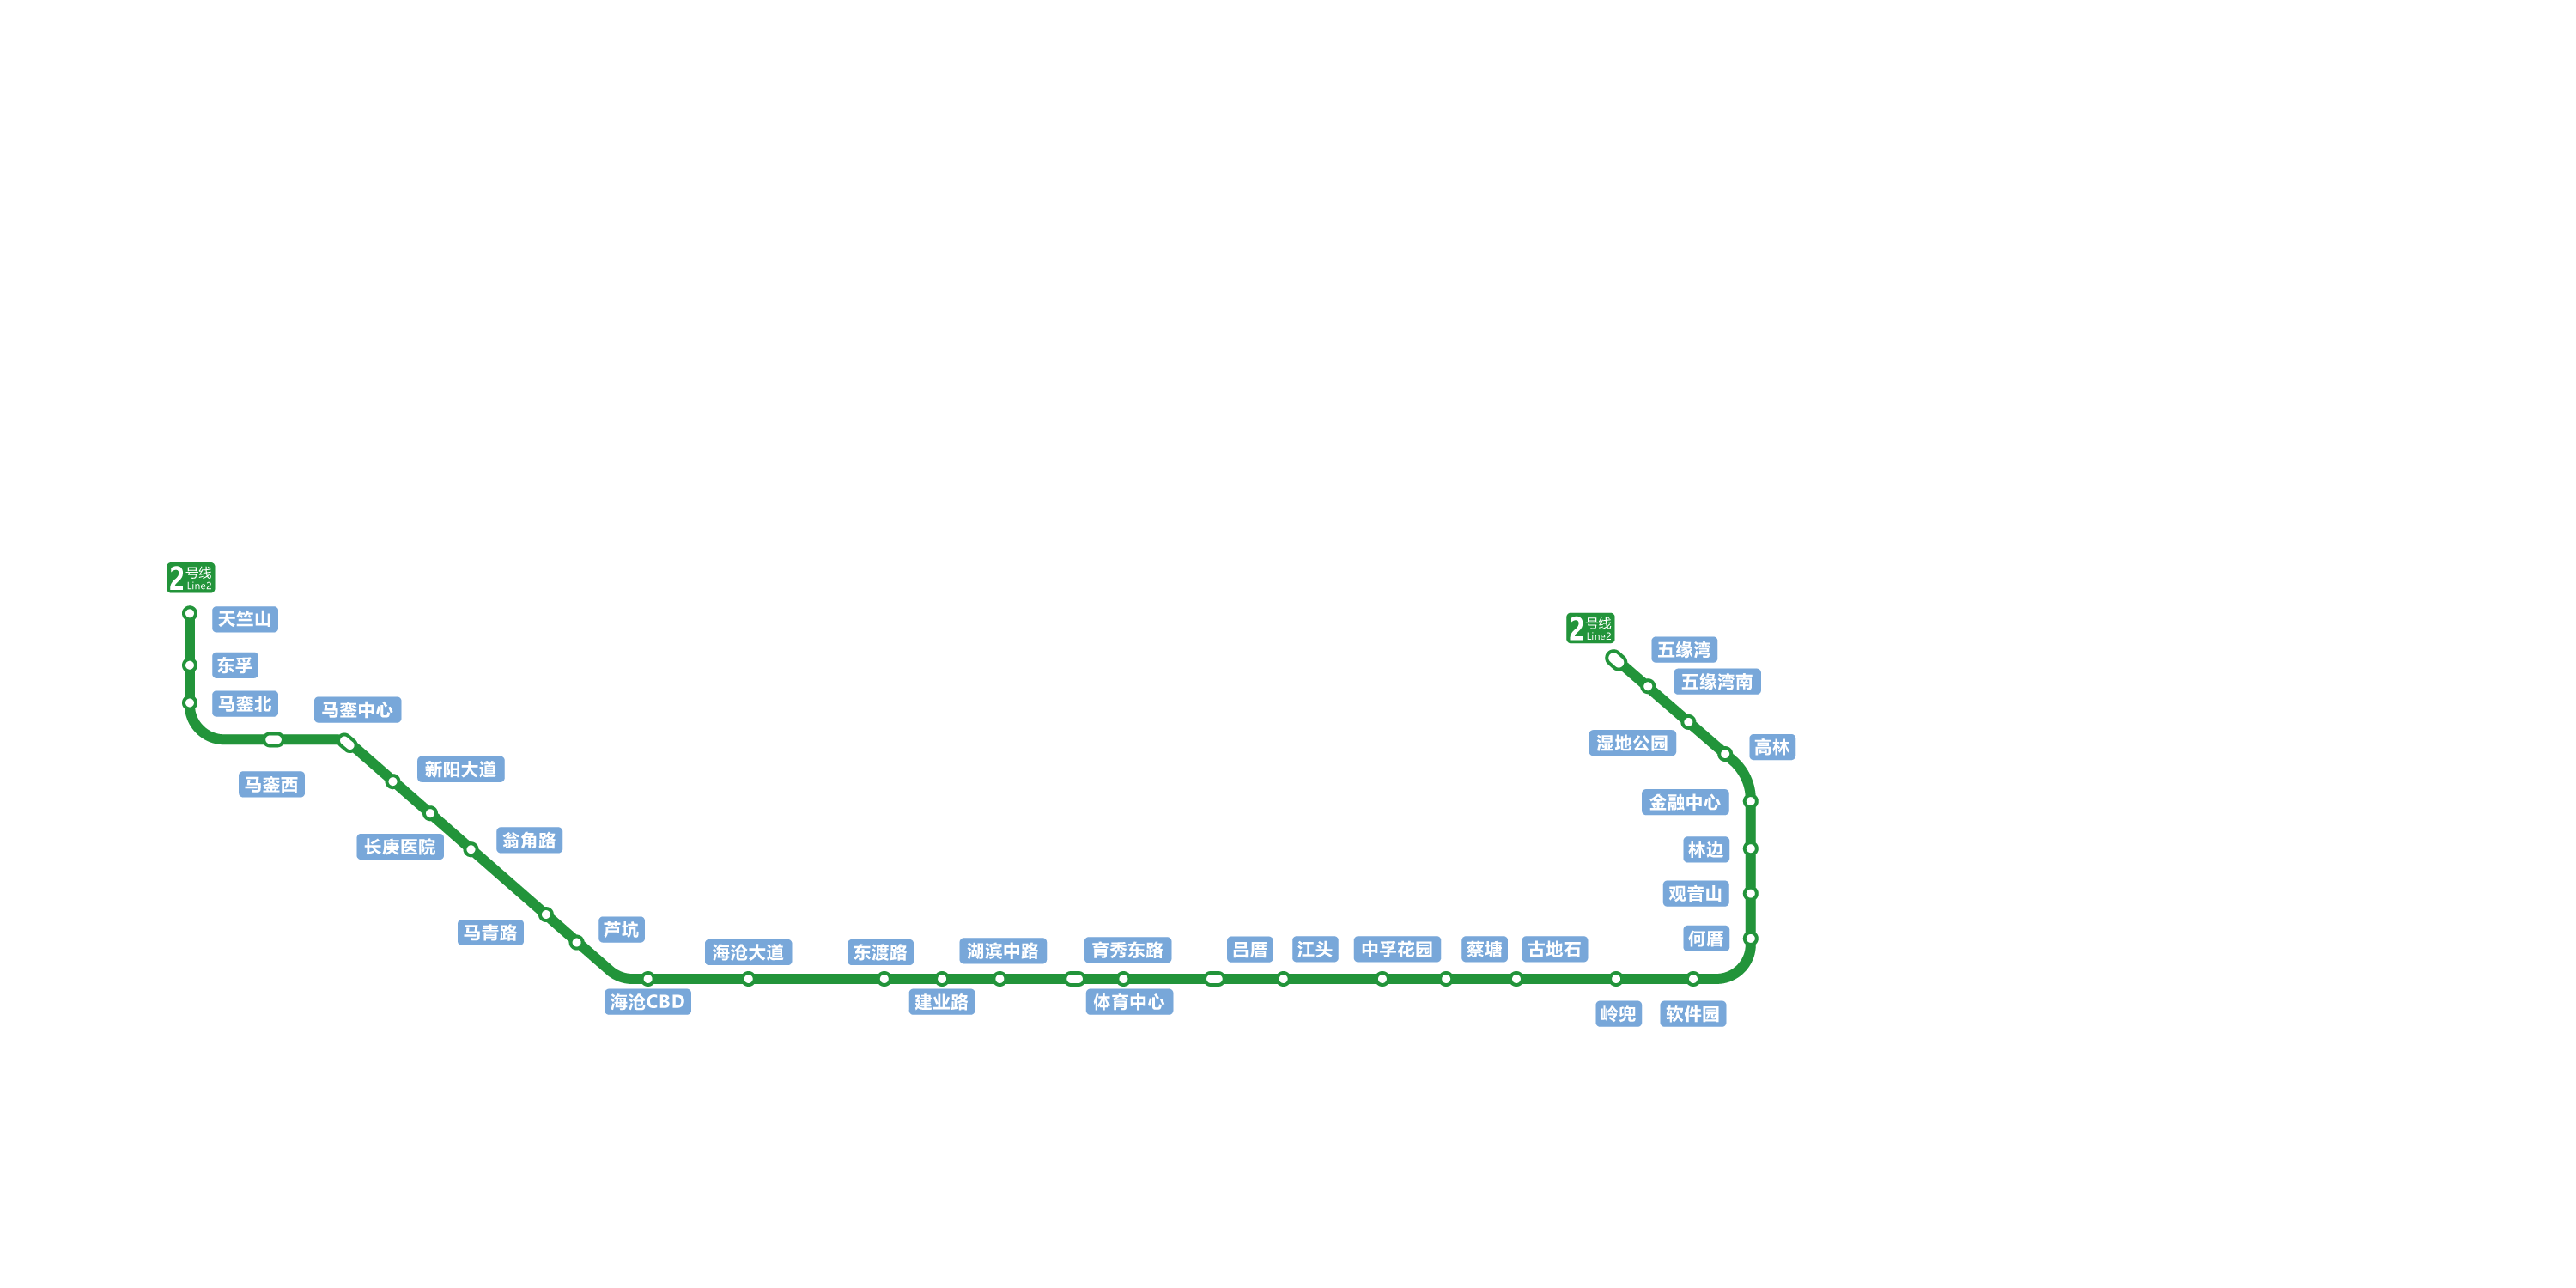 2号线
Line2
天竺山
东孚
马銮北
马銮西
马銮中心
新阳大道
长庚医院
翁角路
马青路
芦坑
海沧CBD
海沧大道
东渡路
建业路
湖滨中路
体育中心
育秀东路
吕厝
江头
中孚花园
蔡塘
古地石
岭兜
软件园
何厝
观音山
林边
金融中心
高林
湿地公园
五缘湾南
五缘湾
2号线
Line2